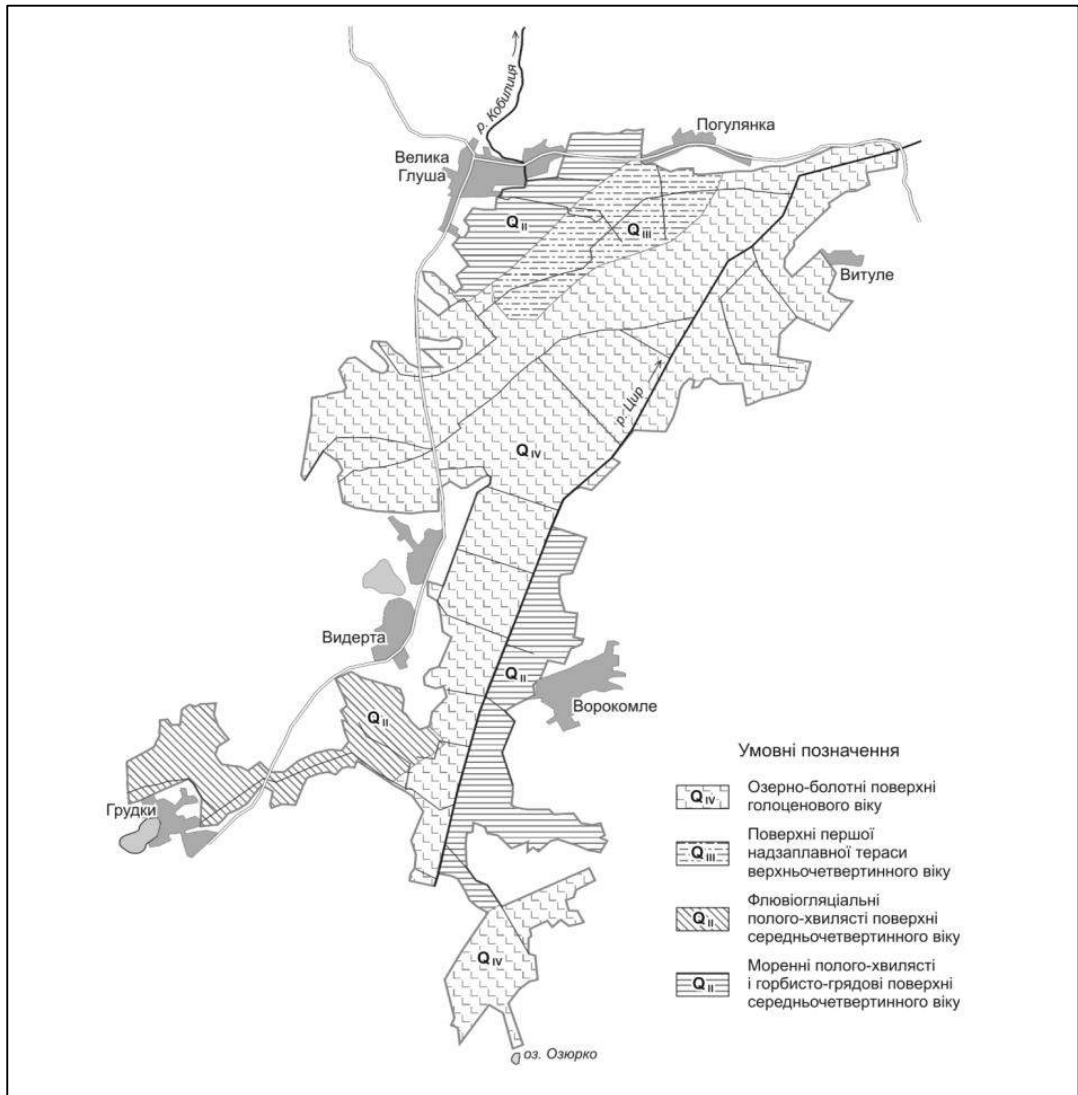 р. Кобилиця
Погулянка
Велика
Глуша
Q II
Q III
Витуле
р. Цир
Q IV
Видерта
Q II
Ворокомле
Q II
Грудки
Q IV
оз. Озюрко
Умовні позначення
Q IV
Озерно-болотні поверхні
голоценового віку
Q III
Поверхні першої
надзаплавної тераси
верхньочетвертинного віку
Q II
Флювіогляціальні
полого-хвилясті поверхні
середньочетвертинного віку
Q II
Моренні полого-хвилясті
і горбисто-грядові поверхні
середньочетвертинного віку